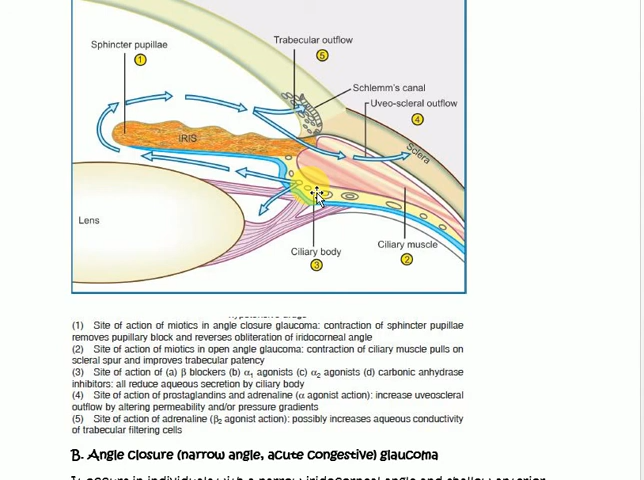 Trabecular outflow
Sphincter pupillae
5
1
Schlemm's canal
Uveo-scleral outflow
4
IRIS
Sclera
Lens
Ciliary body
Ciliary muscle
3
2
(1) Site of action of miotics in angle closure glaucoma: contraction of sphincter pupillae
removes pupillary block and reverses obliteration of iridocorneal angle
(2) Site of action of miotics in open angle glaucoma: contraction of ciliary muscle pulls on
scleral spur and improves trabecular patency
(3) Site of action of (a) β blockers (b) α1 agonists (c) α2 agonists (d) carbonic anhydrase
inhibitors: all reduce aqueous secretion by ciliary body
(4) Site of action of prostaglandins and adrenaline (α agonist action): increase uveoscleral
outflow by altering permeability and/or pressure gradients
(5) Site of action of adrenaline (β2 agonist action): possibly increases aqueous conductivity
of trabecular filtering cells
B. Angle Closure (narrow angle, acute congestive) glaucoma